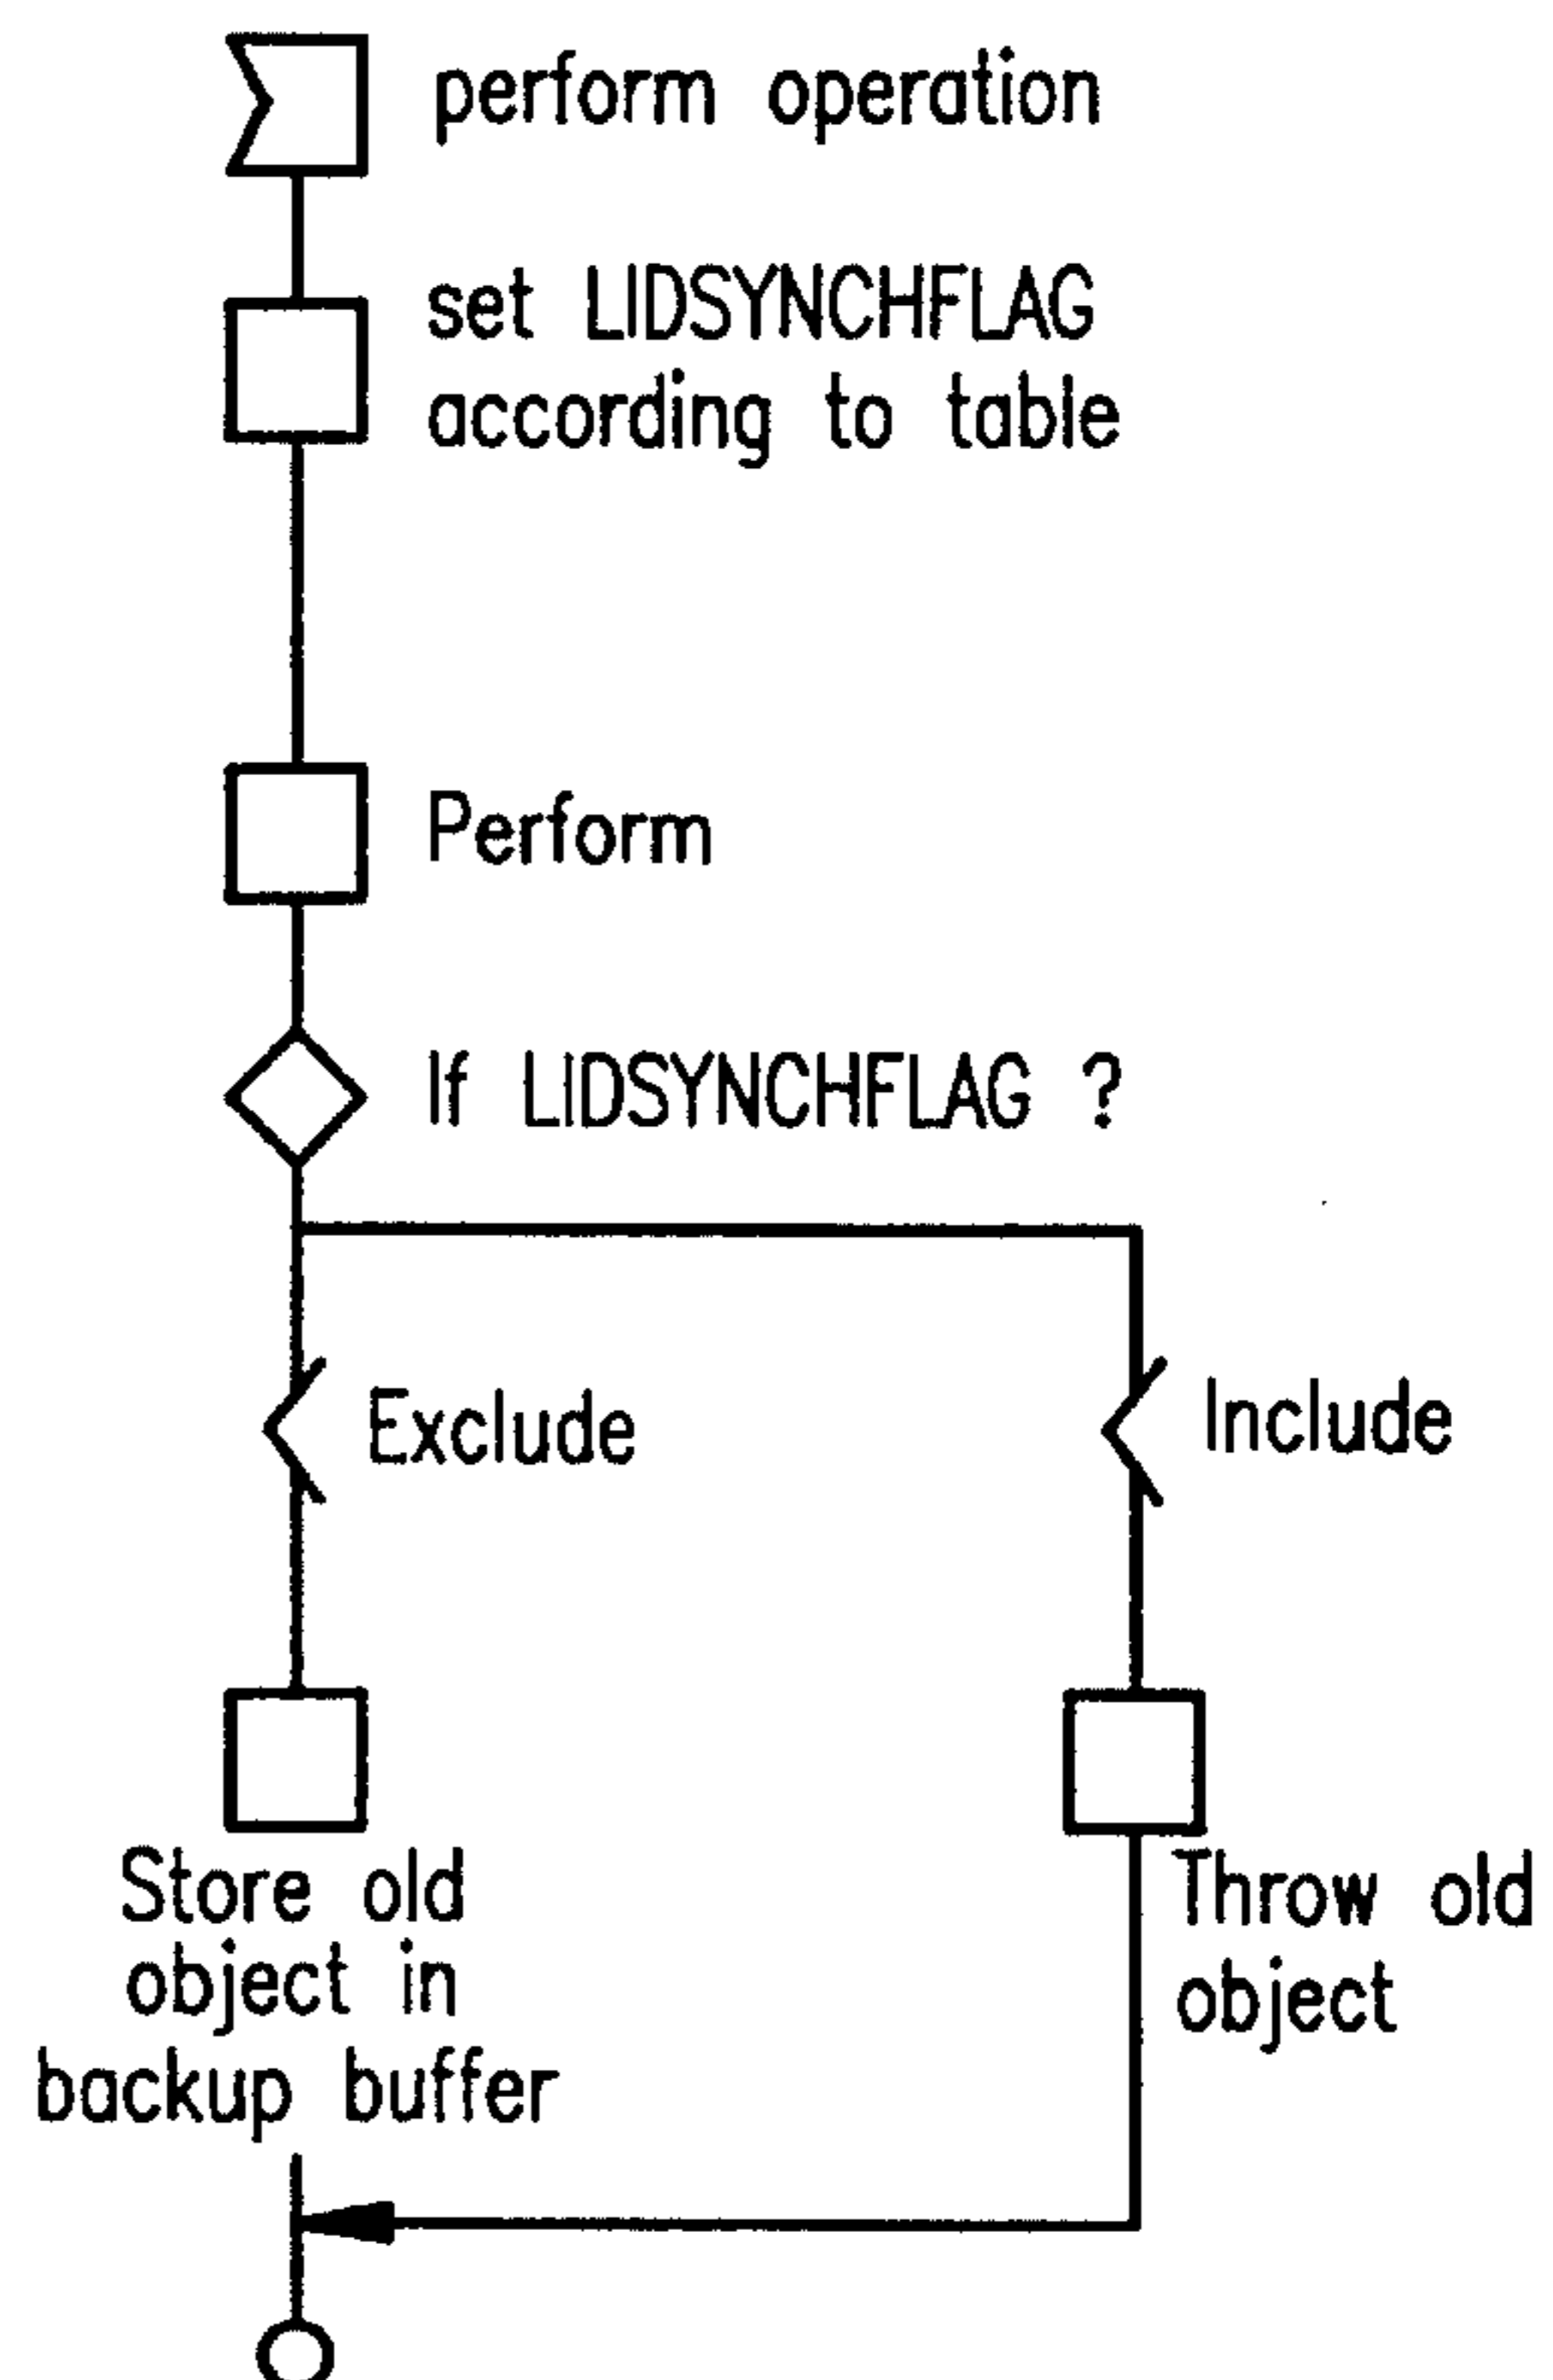 perform operation
set LIDSYNCHFLAG
according to table
Perform
If LIDSYNCHFLAG ?
Exclude
Include
Store old
object in
backup buffer
Throw old
object